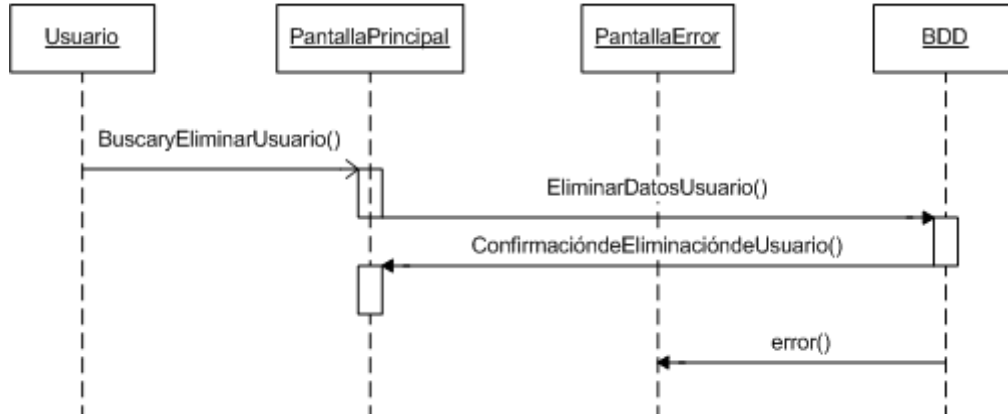 Usuario
PantallaPrincipal
PantallaError
BDD
BuscaryEliminarUsuario()
EliminarDatosUsuario()
ConfirmacióndeEliminacióndeUsuario()
error()